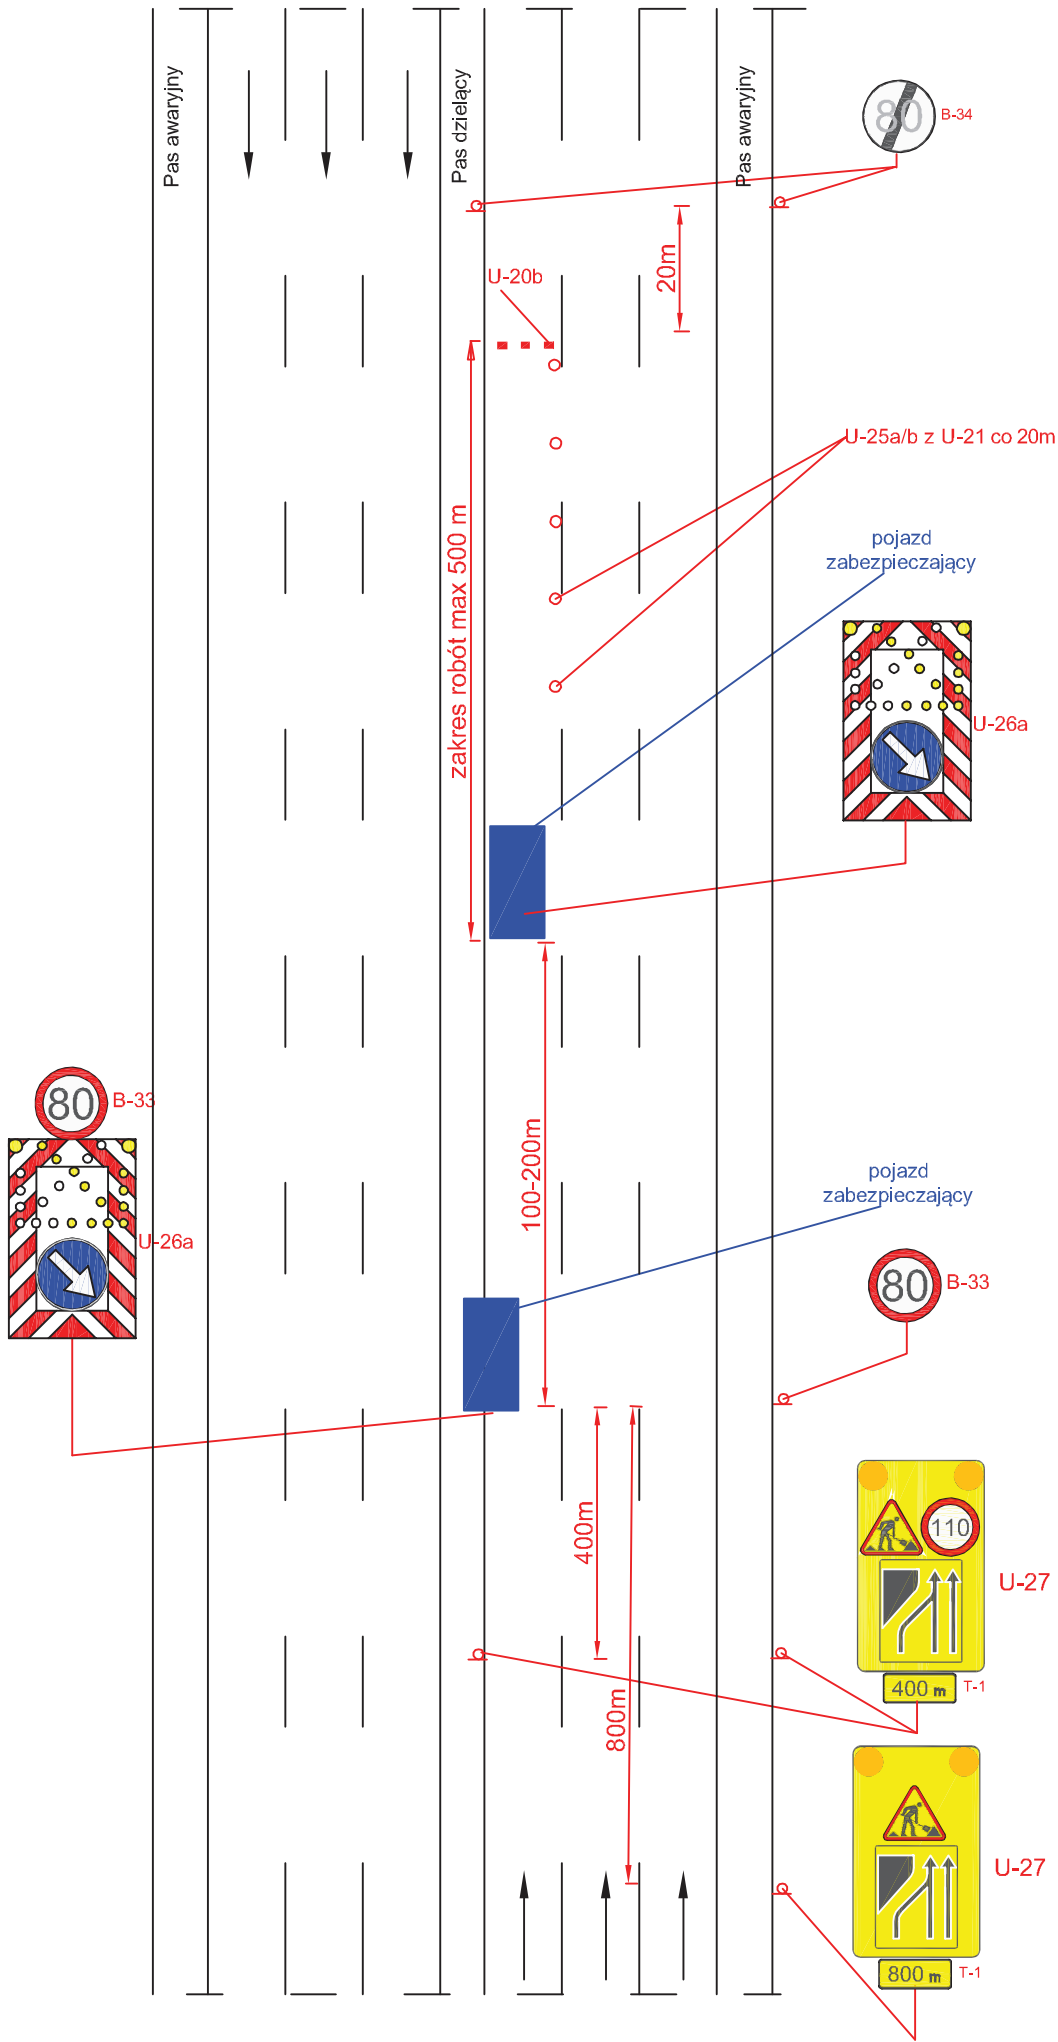 Pas awaryjny
Pas dzielący
Pas awaryjny
80
B-34
20m
U-20b
U-25a/b z U-21 co 20m
zakres robót max 500 m
pojazd
zabezpieczający
U-26a
80
B-33
U-26a
100-200m
pojazd
zabezpieczający
80
B-33
400m
800m
110
U-27
400 m
T-1
U-27
800 m
T-1